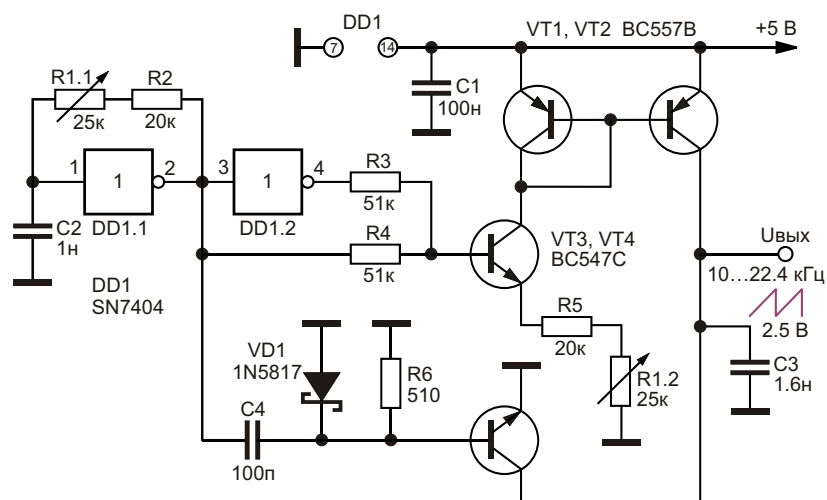 DD1
7
14
VT1, VT2 BC557B
+5 В
R1.1
R2
25к
20к
C1
100н
1
1
2
3
1
4
R3
51к
C2
1н
DD1.1
DD1.2
R4
51к
VT3, VT4
BC547C
Uвых
10...22.4 кГц
2.5 В
DD1
SN7404
R5
20к
VD1
1N5817
R6
510
R1.2
25к
C3
1.6н
C4
100п